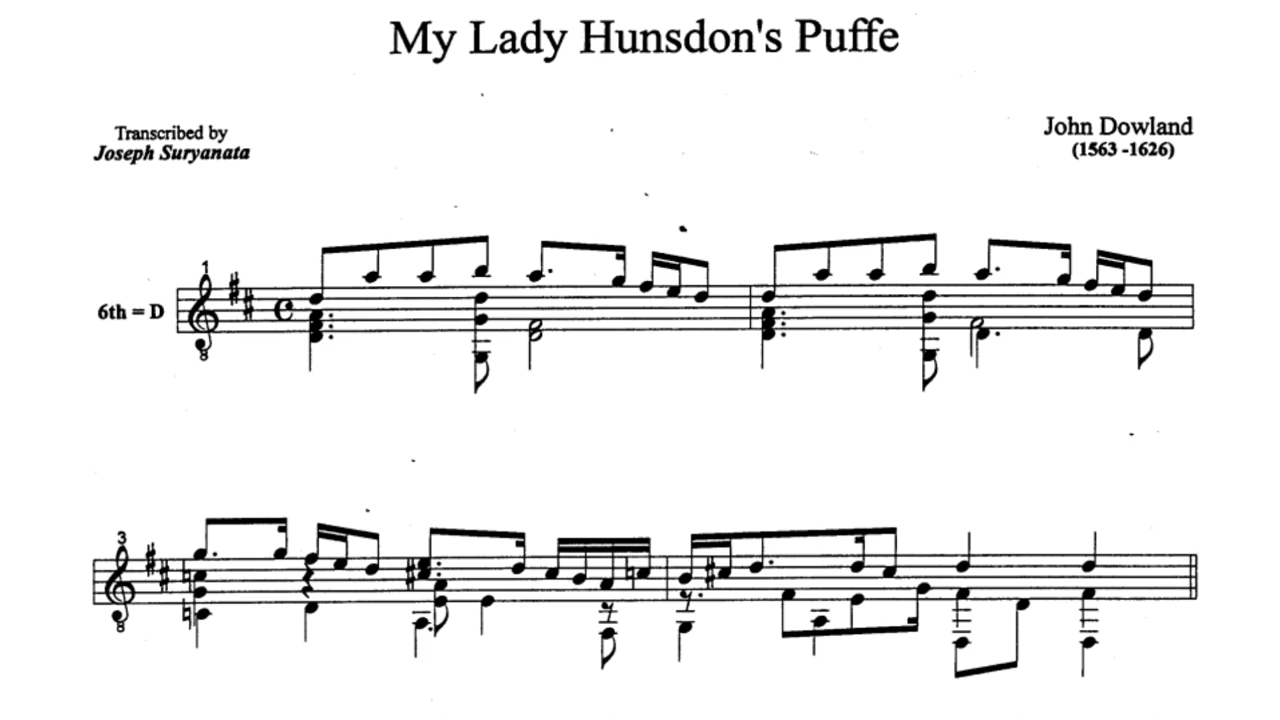 My Lady Hunsdon's Puffe
Transcribed by
Joseph Suryanata
John Dowland
(1563 -1626)
6th = D
1
8
3
8